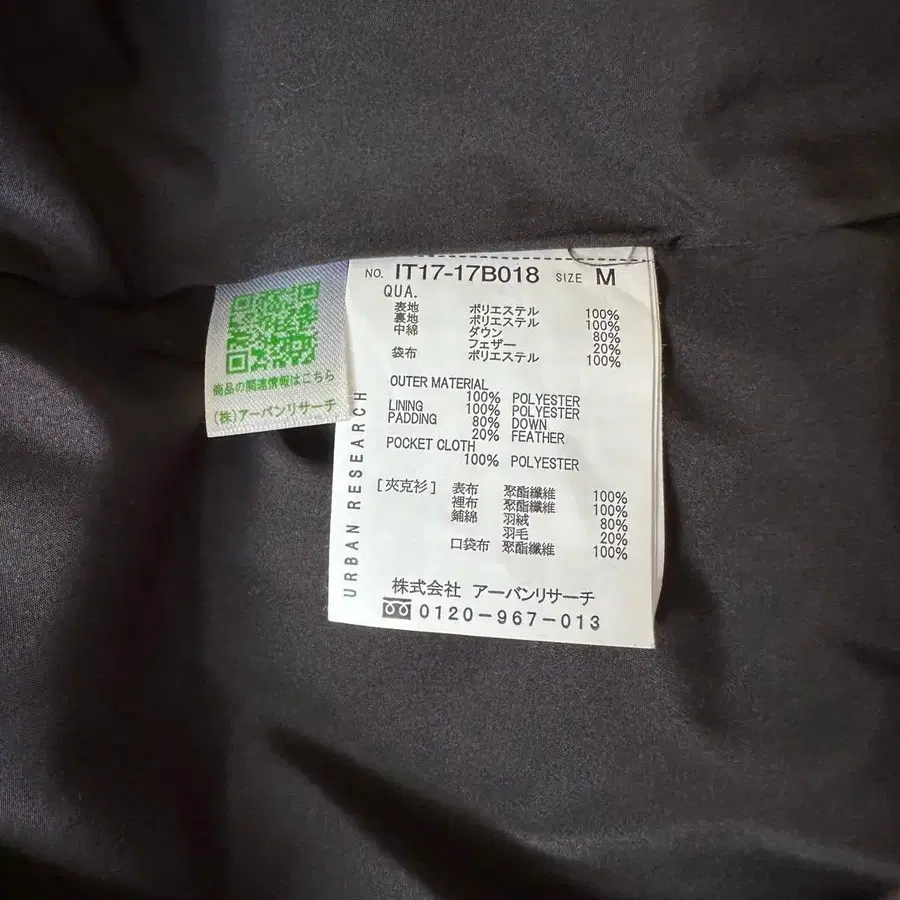 NO. IT17-17B018 SIZE M
QUA.
表地 ポリエステル 100%
裏地 ポリエステル 100%
中綿 ダウン 80%
フェザー 20%
袋布 ポリエステル 100%
OUTER MATERIAL
100% POLYESTER
LINING 100% POLYESTER
PADDING 80% DOWN
20% FEATHER
POCKET CLOTH
100% POLYESTER
[夾克衫] 表布 聚酯纖維 100%
裡布 聚酯纖維 100%
鋪綿 羽絨 80%
羽毛 20%
口袋布 聚酯纖維 100%
株式会社 アーバンリサーチ
0120-967-013
URBAN RESEARCH
商品の関連情報はこちら
(株)アーバンリサーチ